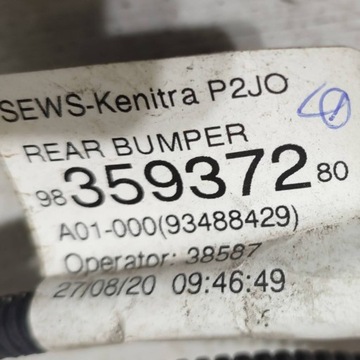 SEWS-Kenitra P2JO
REAR BUMPER
98 359372 80
A01-000(93488429)
Operator: 38587
27/08/20 09:46:49